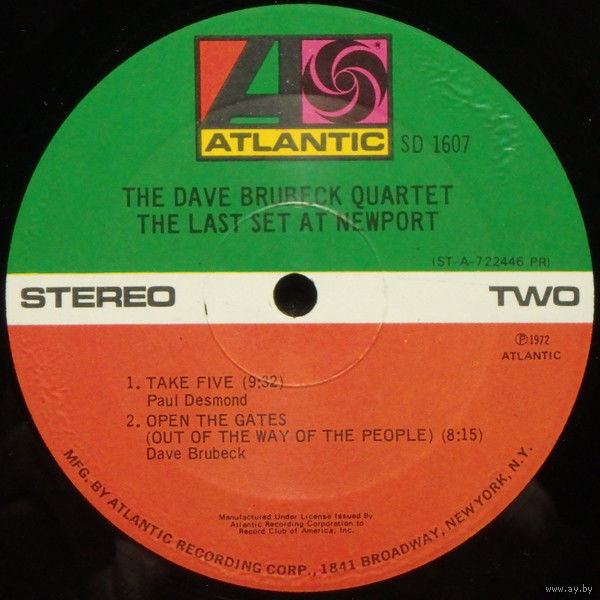 ATLANTIC
SD 1607
THE DAVE BRUBECK QUARTET
THE LAST SET AT NEWPORT
(ST-A-722446 PR)
STEREO
TWO
Ⓟ1972
ATLANTIC
1. TAKE FIVE (9:32)
Paul Desmond
2. OPEN THE GATES
(OUT OF THE WAY OF THE PEOPLE) (8:15)
Dave Brubeck
Manufactured Under License Issued By
Atlantic Recording Corporation to
Record Club of America, Inc.
MFG. BY ATLANTIC RECORDING CORP., 1841 BROADWAY, NEW YORK, N.Y.
www.ay.by